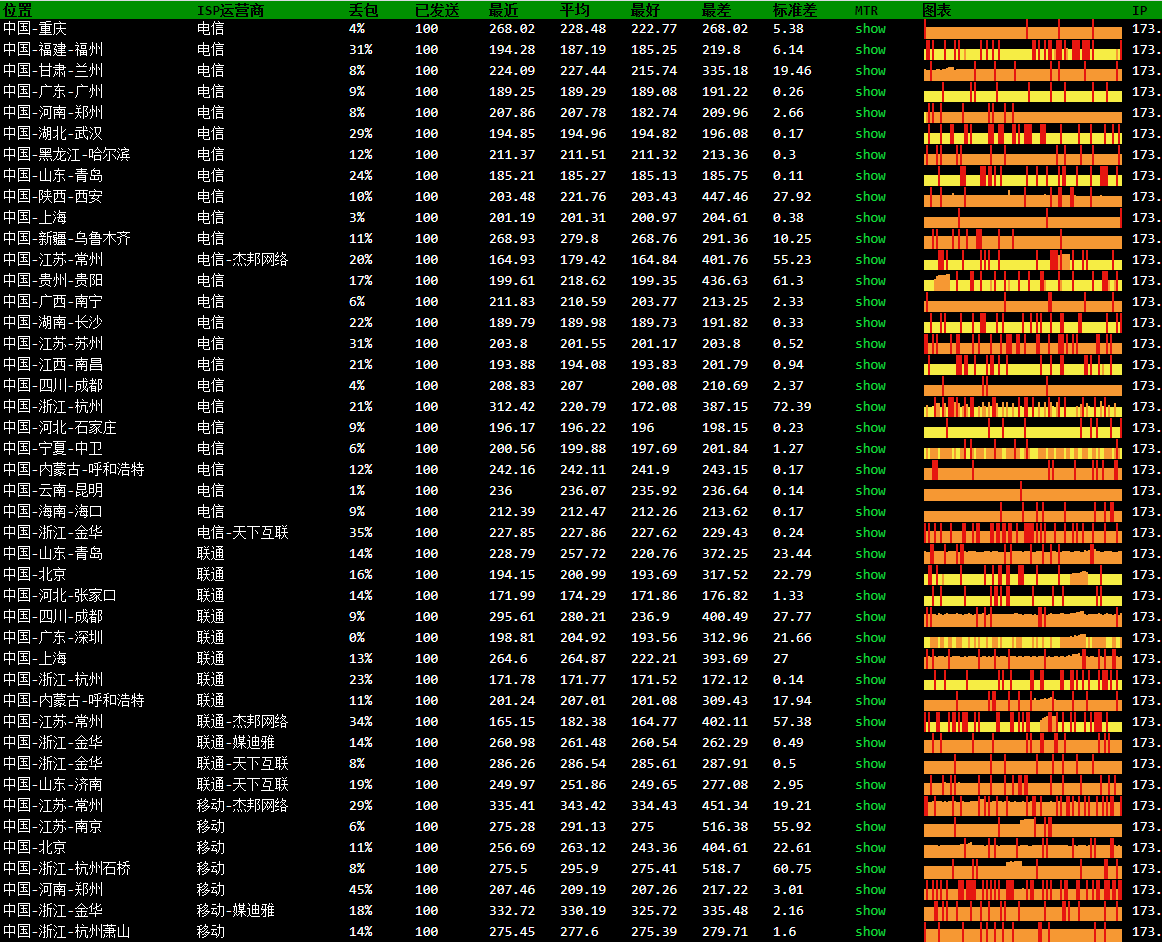 位置 ISP运营商 丢包 已发送 最近 平均 最好 最差 标准差 MTR 图表 IP
中国-重庆 电信 4% 100 268.02 228.48 222.77 268.02 5.38 show 173.
中国-福建-福州 电信 31% 100 194.28 187.19 185.25 219.8 6.14 show 173.
中国-甘肃-兰州 电信 8% 100 224.09 227.44 215.74 335.18 19.46 show 173.
中国-广东-广州 电信 9% 100 189.25 189.29 189.08 191.22 0.26 show 173.
中国-河南-郑州 电信 8% 100 207.86 207.78 182.74 209.96 2.66 show 173.
中国-湖北-武汉 电信 29% 100 194.85 194.96 194.82 196.08 0.17 show 173.
中国-黑龙江-哈尔滨 电信 12% 100 211.37 211.51 211.32 213.36 0.3 show 173.
中国-山东-青岛 电信 24% 100 185.21 185.27 185.13 185.75 0.11 show 173.
中国-陕西-西安 电信 10% 100 203.48 221.76 203.43 447.46 27.92 show 173.
中国-上海 电信 3% 100 201.19 201.31 200.97 204.61 0.38 show 173.
中国-新疆-乌鲁木齐 电信 11% 100 268.93 279.8 268.76 291.36 10.25 show 173.
中国-江苏-常州 电信-杰邦网络 20% 100 164.93 179.42 164.84 401.76 55.23 show 173.
中国-贵州-贵阳 电信 17% 100 199.61 218.62 199.35 436.63 61.3 show 173.
中国-广西-南宁 电信 6% 100 211.83 210.59 203.77 213.25 2.33 show 173.
中国-湖南-长沙 电信 22% 100 189.79 189.98 189.73 191.82 0.33 show 173.
中国-江苏-苏州 电信 31% 100 203.8 201.55 201.17 203.8 0.52 show 173.
中国-江西-南昌 电信 21% 100 193.88 194.08 193.83 201.79 0.94 show 173.
中国-四川-成都 电信 4% 100 208.83 207 200.08 210.69 2.37 show 173.
中国-浙江-杭州 电信 21% 100 312.42 220.79 172.08 387.15 72.39 show 173.
中国-河北-石家庄 电信 9% 100 196.17 196.22 196 198.15 0.23 show 173.
中国-宁夏-中卫 电信 6% 100 200.56 199.88 197.69 201.84 1.27 show 173.
中国-内蒙古-呼和浩特 电信 12% 100 242.16 242.11 241.9 243.15 0.17 show 173.
中国-云南-昆明 电信 1% 100 236 236.07 235.92 236.64 0.14 show 173.
中国-海南-海口 电信 9% 100 212.39 212.47 212.26 213.62 0.17 show 173.
中国-浙江-金华 电信-天下互联 35% 100 227.85 227.86 227.62 229.43 0.24 show 173.
中国-山东-青岛 联通 14% 100 228.79 257.72 220.76 372.25 23.44 show 173.
中国-北京 联通 16% 100 194.15 200.99 193.69 317.52 22.79 show 173.
中国-河北-张家口 联通 14% 100 171.99 174.29 171.86 176.82 1.33 show 173.
中国-四川-成都 联通 9% 100 295.61 280.21 236.9 400.49 27.77 show 173.
中国-广东-深圳 联通 0% 100 198.81 204.92 193.56 312.96 21.66 show 173.
中国-上海 联通 13% 100 264.6 264.87 222.21 393.69 27 show 173.
中国-浙江-杭州 联通 23% 100 171.78 171.77 171.52 172.12 0.14 show 173.
中国-内蒙古-呼和浩特 联通 11% 100 201.24 207.01 201.08 309.43 17.94 show 173.
中国-江苏-常州 联通-杰邦网络 34% 100 165.15 182.38 164.77 402.11 57.38 show 173.
中国-浙江-金华 联通-媒迪雅 14% 100 260.98 261.48 260.54 262.29 0.49 show 173.
中国-浙江-金华 联通-天下互联 8% 100 286.26 286.54 285.61 287.91 0.5 show 173.
中国-山东-济南 联通-天下互联 19% 100 249.97 251.86 249.65 277.08 2.95 show 173.
中国-江苏-常州 移动-杰邦网络 29% 100 335.41 343.42 334.43 451.34 19.21 show 173.
中国-江苏-南京 移动 6% 100 275.28 291.13 275 516.38 55.92 show 173.
中国-北京 移动 11% 100 256.69 263.12 243.36 404.61 22.61 show 173.
中国-浙江-杭州石桥 移动 8% 100 275.5 295.9 275.41 518.7 60.75 show 173.
中国-河南-郑州 移动 45% 100 207.46 209.19 207.26 217.22 3.01 show 173.
中国-浙江-金华 移动-媒迪雅 18% 100 332.72 330.19 325.72 335.48 2.16 show 173.
中国-浙江-杭州萧山 移动 14% 100 275.45 277.6 275.39 279.71 1.6 show 173.